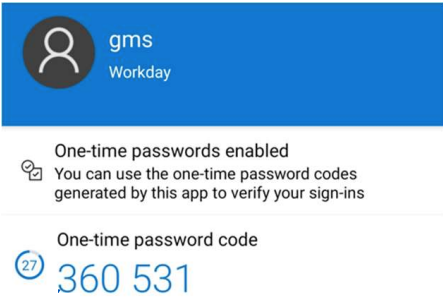 gms
Workday
One-time passwords enabled
You can use the one-time password codes
generated by this app to verify your sign-ins
One-time password code
27
360 531